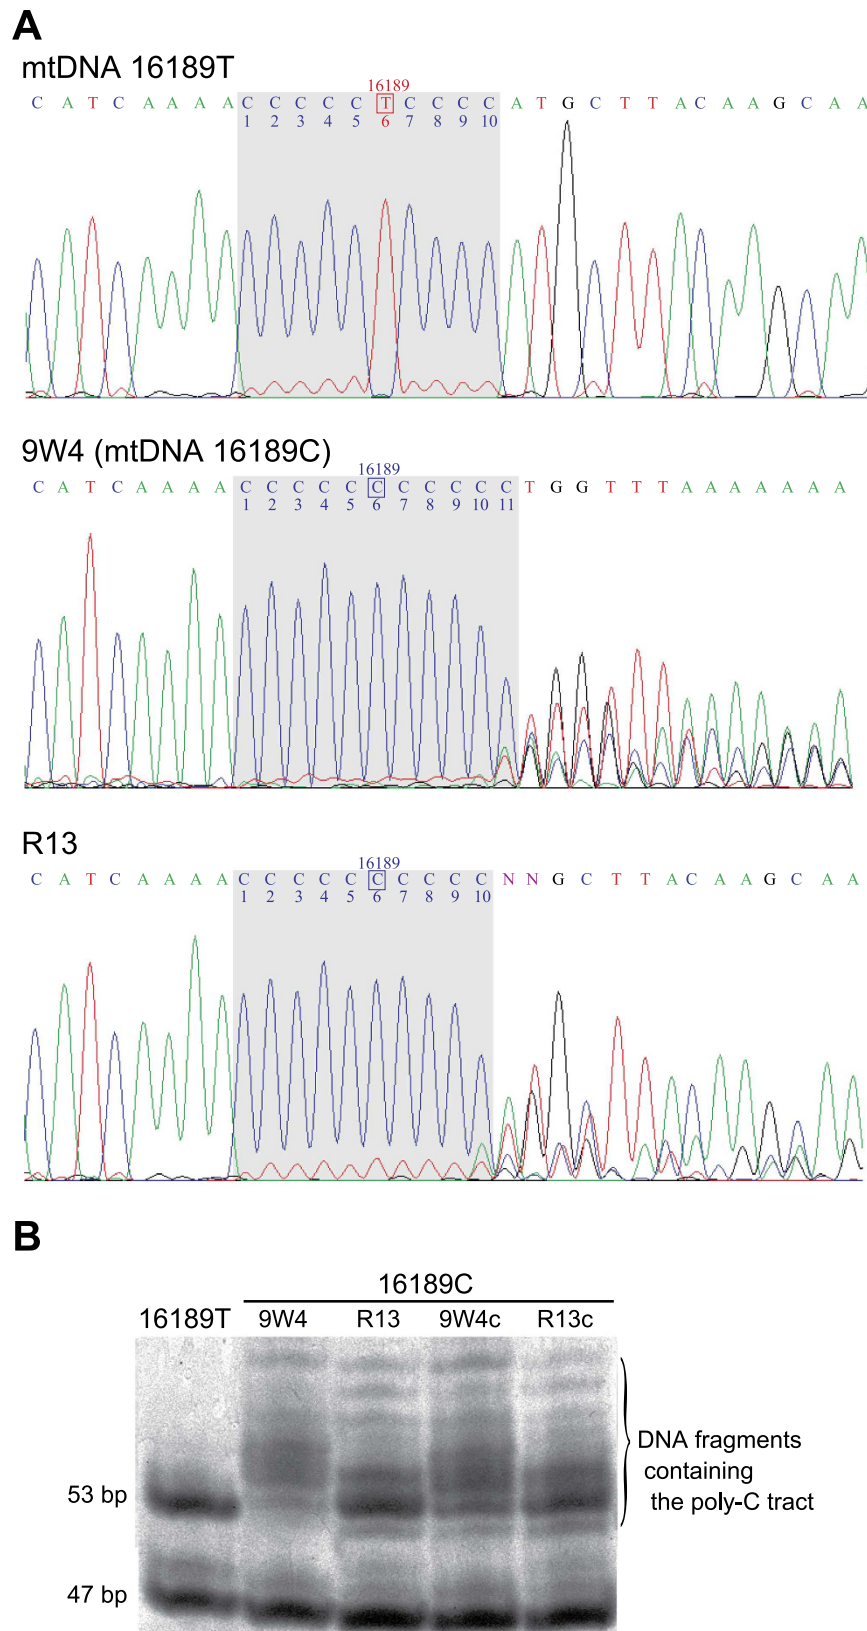 A
mtDNA 16189T
16189
C A T C A A A A C C C C C T C C C C A T G C T T A C A A G C A A
1 2 3 4 5 6 7 8 9 10
9W4 (mtDNA 16189C)
16189
C A T C A A A A C C C C C C C C C C C T G G T T T A A A A A A A
1 2 3 4 5 6 7 8 9 10 11
R13
16189
C A T C A A A A C C C C C C C C C C N N G C T T A C A A G C A A
1 2 3 4 5 6 7 8 9 10
B
16189C
16189T 9W4 R13 9W4c R13c
53 bp
47 bp
DNA fragments
containing
the poly-C tract